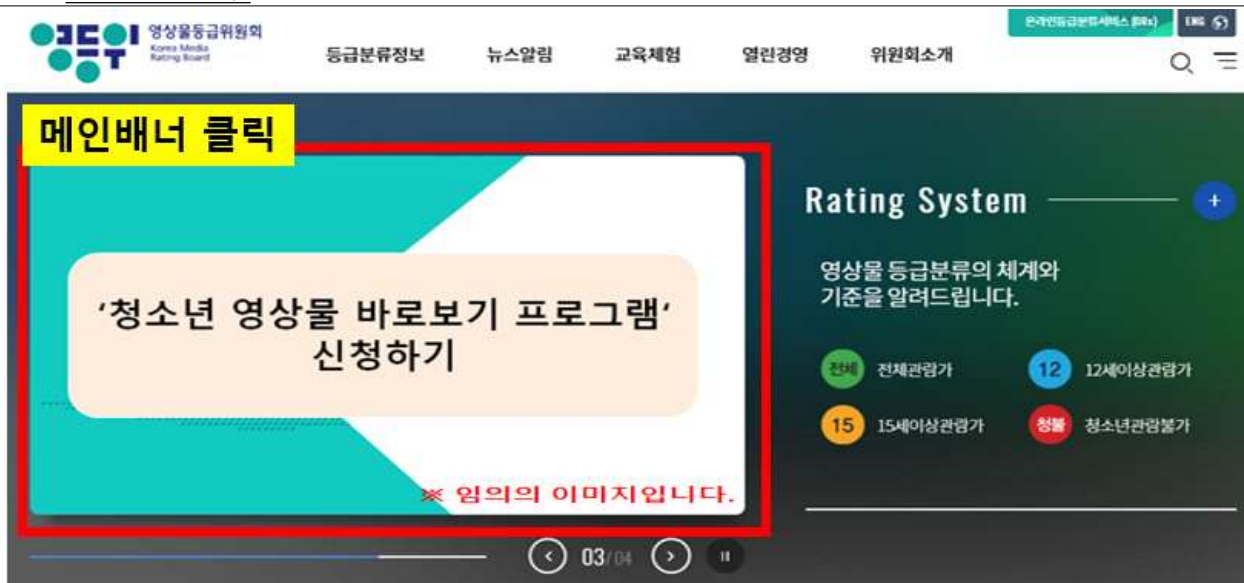 영등위
영상물등급위원회
Korea Media
Rating Board
온라인등급분류서비스 (ORs)
ENG
등급분류정보
뉴스알림
교육체험
열린경영
위원회소개
메인배너 클릭
'청소년 영상물 바로보기 프로그램'
신청하기
※ 임의의 이미지입니다.
03/04
Rating System
+
영상물 등급분류의 체계와
기준을 알려드립니다.
전체 전체관람가
12 12세이상관람가
15 15세이상관람가
청불 청소년관람불가